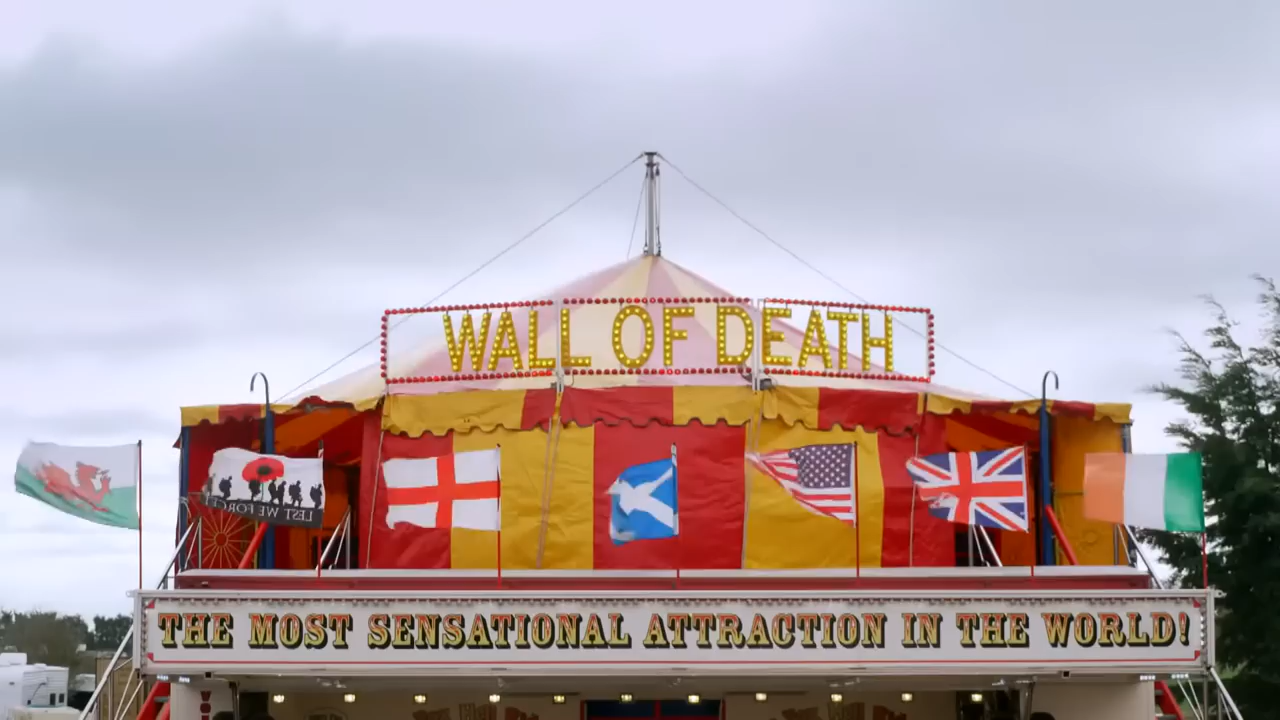 WALL OF DEATH
LEST WE FORGET
THE MOST SENSATIONAL ATTRACTION IN THE WORLD!